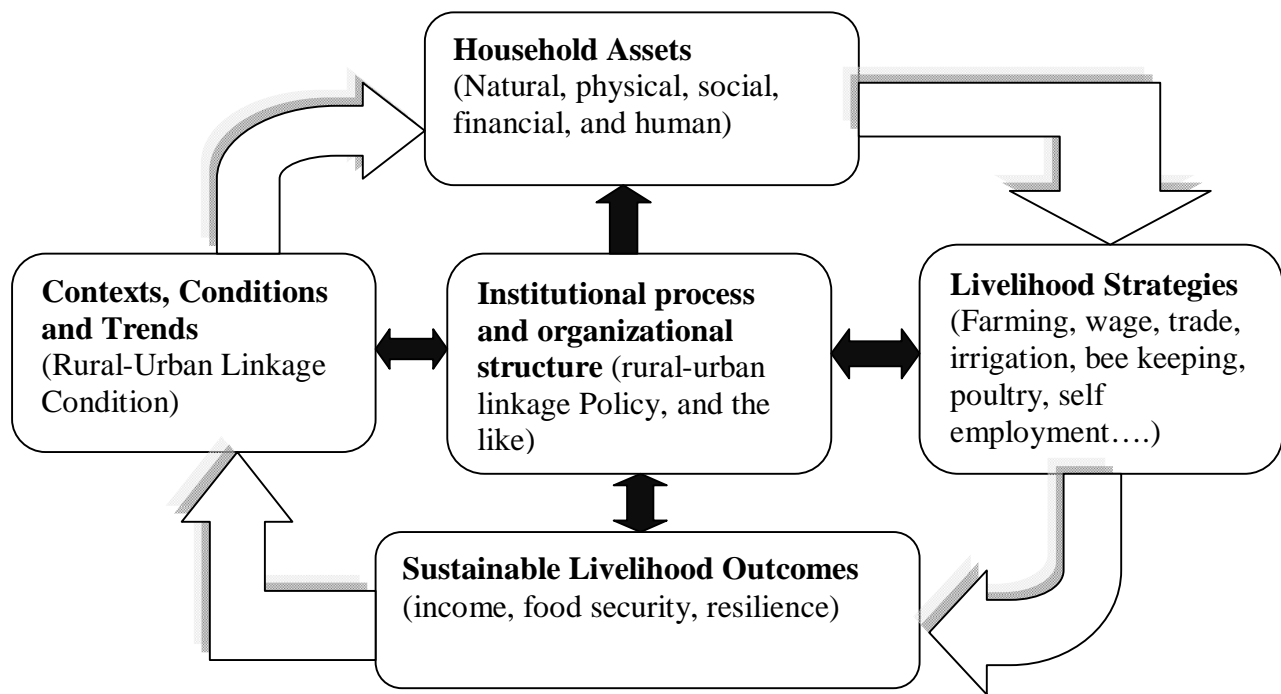 Household Assets
(Natural, physical, social,
financial, and human)
Contexts, Conditions
and Trends
(Rural-Urban Linkage
Condition)
Institutional process
and organizational
structure (rural-urban
linkage Policy, and the
like)
Livelihood Strategies
(Farming, wage, trade,
irrigation, bee keeping,
poultry, self
employment….)
Sustainable Livelihood Outcomes
(income, food security, resilience)